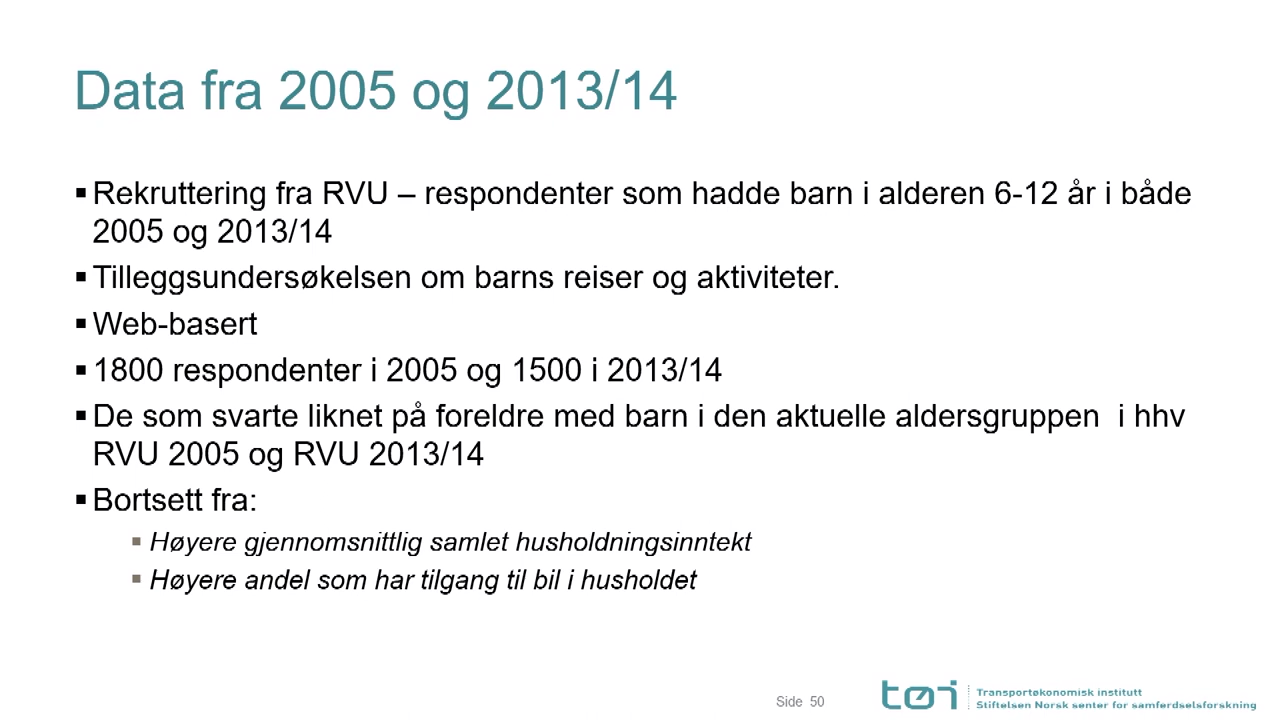 Data fra 2005 og 2013/14
▪ Rekruttering fra RVU – respondenter som hadde barn i alderen 6-12 år i både
2005 og 2013/14
▪ Tilleggsundersøkelsen om barns reiser og aktiviteter.
▪ Web-basert
▪ 1800 respondenter i 2005 og 1500 i 2013/14
▪ De som svarte liknet på foreldre med barn i den aktuelle aldersgruppen i hhv
RVU 2005 og RVU 2013/14
▪ Bortsett fra:
▪ Høyere gjennomsnittlig samlet husholdningsinntekt
▪ Høyere andel som har tilgang til bil i husholdet
Side 50
tøi
Transportøkonomisk institutt
Stiftelsen Norsk senter for samferdselsforskning